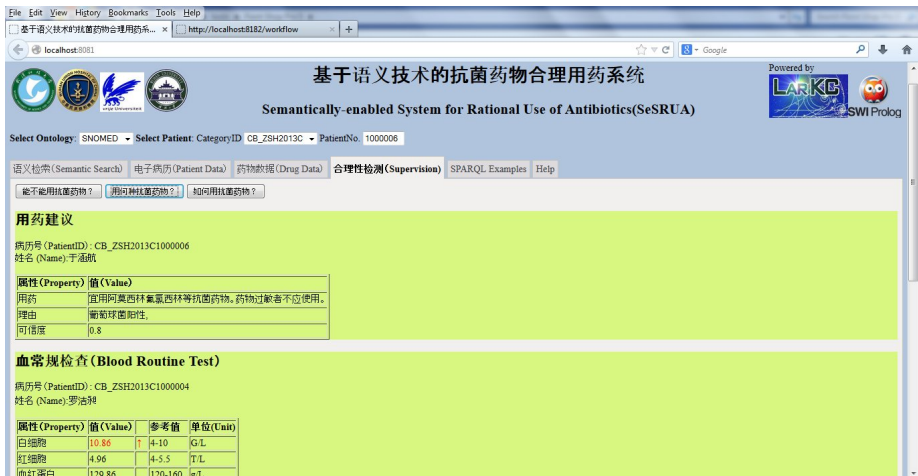 File Edit View History Bookmarks Tools Help
基于语义技术的抗菌药物合理用药系... × http://localhost:8182/workflow × +
localhost:8081 Google
基于语义技术的抗菌药物合理用药系统
Powered by
LARKC
SWI Prolog
Semantically-enabled System for Rational Use of Antibiotics(SeSRUA)
Select Ontology: SNOMED Select Patient: CategoryID CB_ZSH2013C PatientNo. 1000006
语义检索(Semantic Search) 电子病历(Patient Data) 药物数据(Drug Data) 合理性检测(Supervision) SPARQL Examples Help
能不能用抗菌药物? 用何种抗菌药物? 如何用抗菌药物?
用药建议
病历号(PatientID): CB_ZSH2013C1000006
姓名 (Name):于涵航
属性(Property) 值(Value)
用药 宜用阿莫西林氟氯西林等抗菌药物。药物过敏者不应使用。
理由 葡萄球菌阳性,
可信度 0.8
血常规检查(Blood Routine Test)
病历号(PatientID): CB_ZSH2013C1000004
姓名 (Name):罗洁昶
属性(Property) 值(Value) 参考值 单位(Unit)
白细胞 10.86 ↑ 4-10 G/L
红细胞 4.96 4-5.5 T/L
血红蛋白 129.86 120-160 g/L